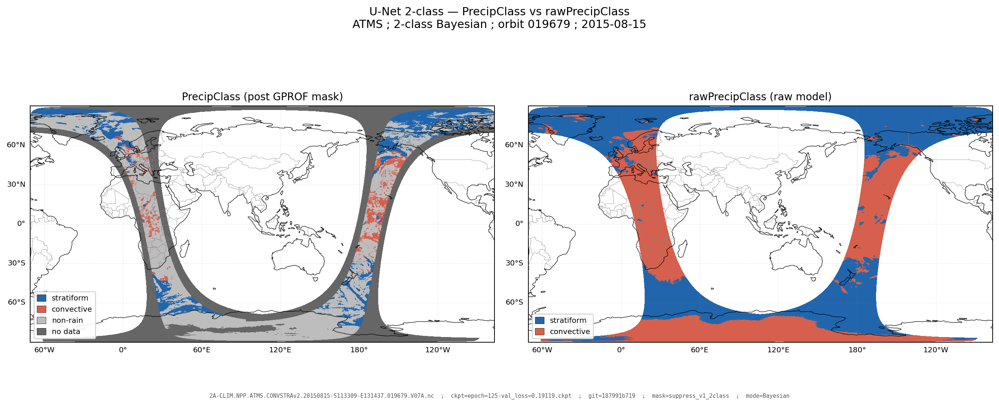 U-Net 2-class — PrecipClass vs rawPrecipClass
ATMS ; 2-class Bayesian ; orbit 019679 ; 2015-08-15
PrecipClass (post GPROF mask)
60°N
30°N
0°
30°S
60°S
60°W 0° 60°E 120°E 180° 120°W
stratiform
convective
non-rain
no data
rawPrecipClass (raw model)
60°N
30°N
0°
30°S
60°S
60°W 0° 60°E 120°E 180° 120°W
stratiform
convective
2A-CLIM.NPP.ATMS.CONVSTRAv2.20150815-S113309-E131437.019679.V07A.nc ; ckpt=epoch=125-val_loss=0.19119.ckpt ; git=187991b719 ; mask=suppress_v1_2class ; mode=Bayesian